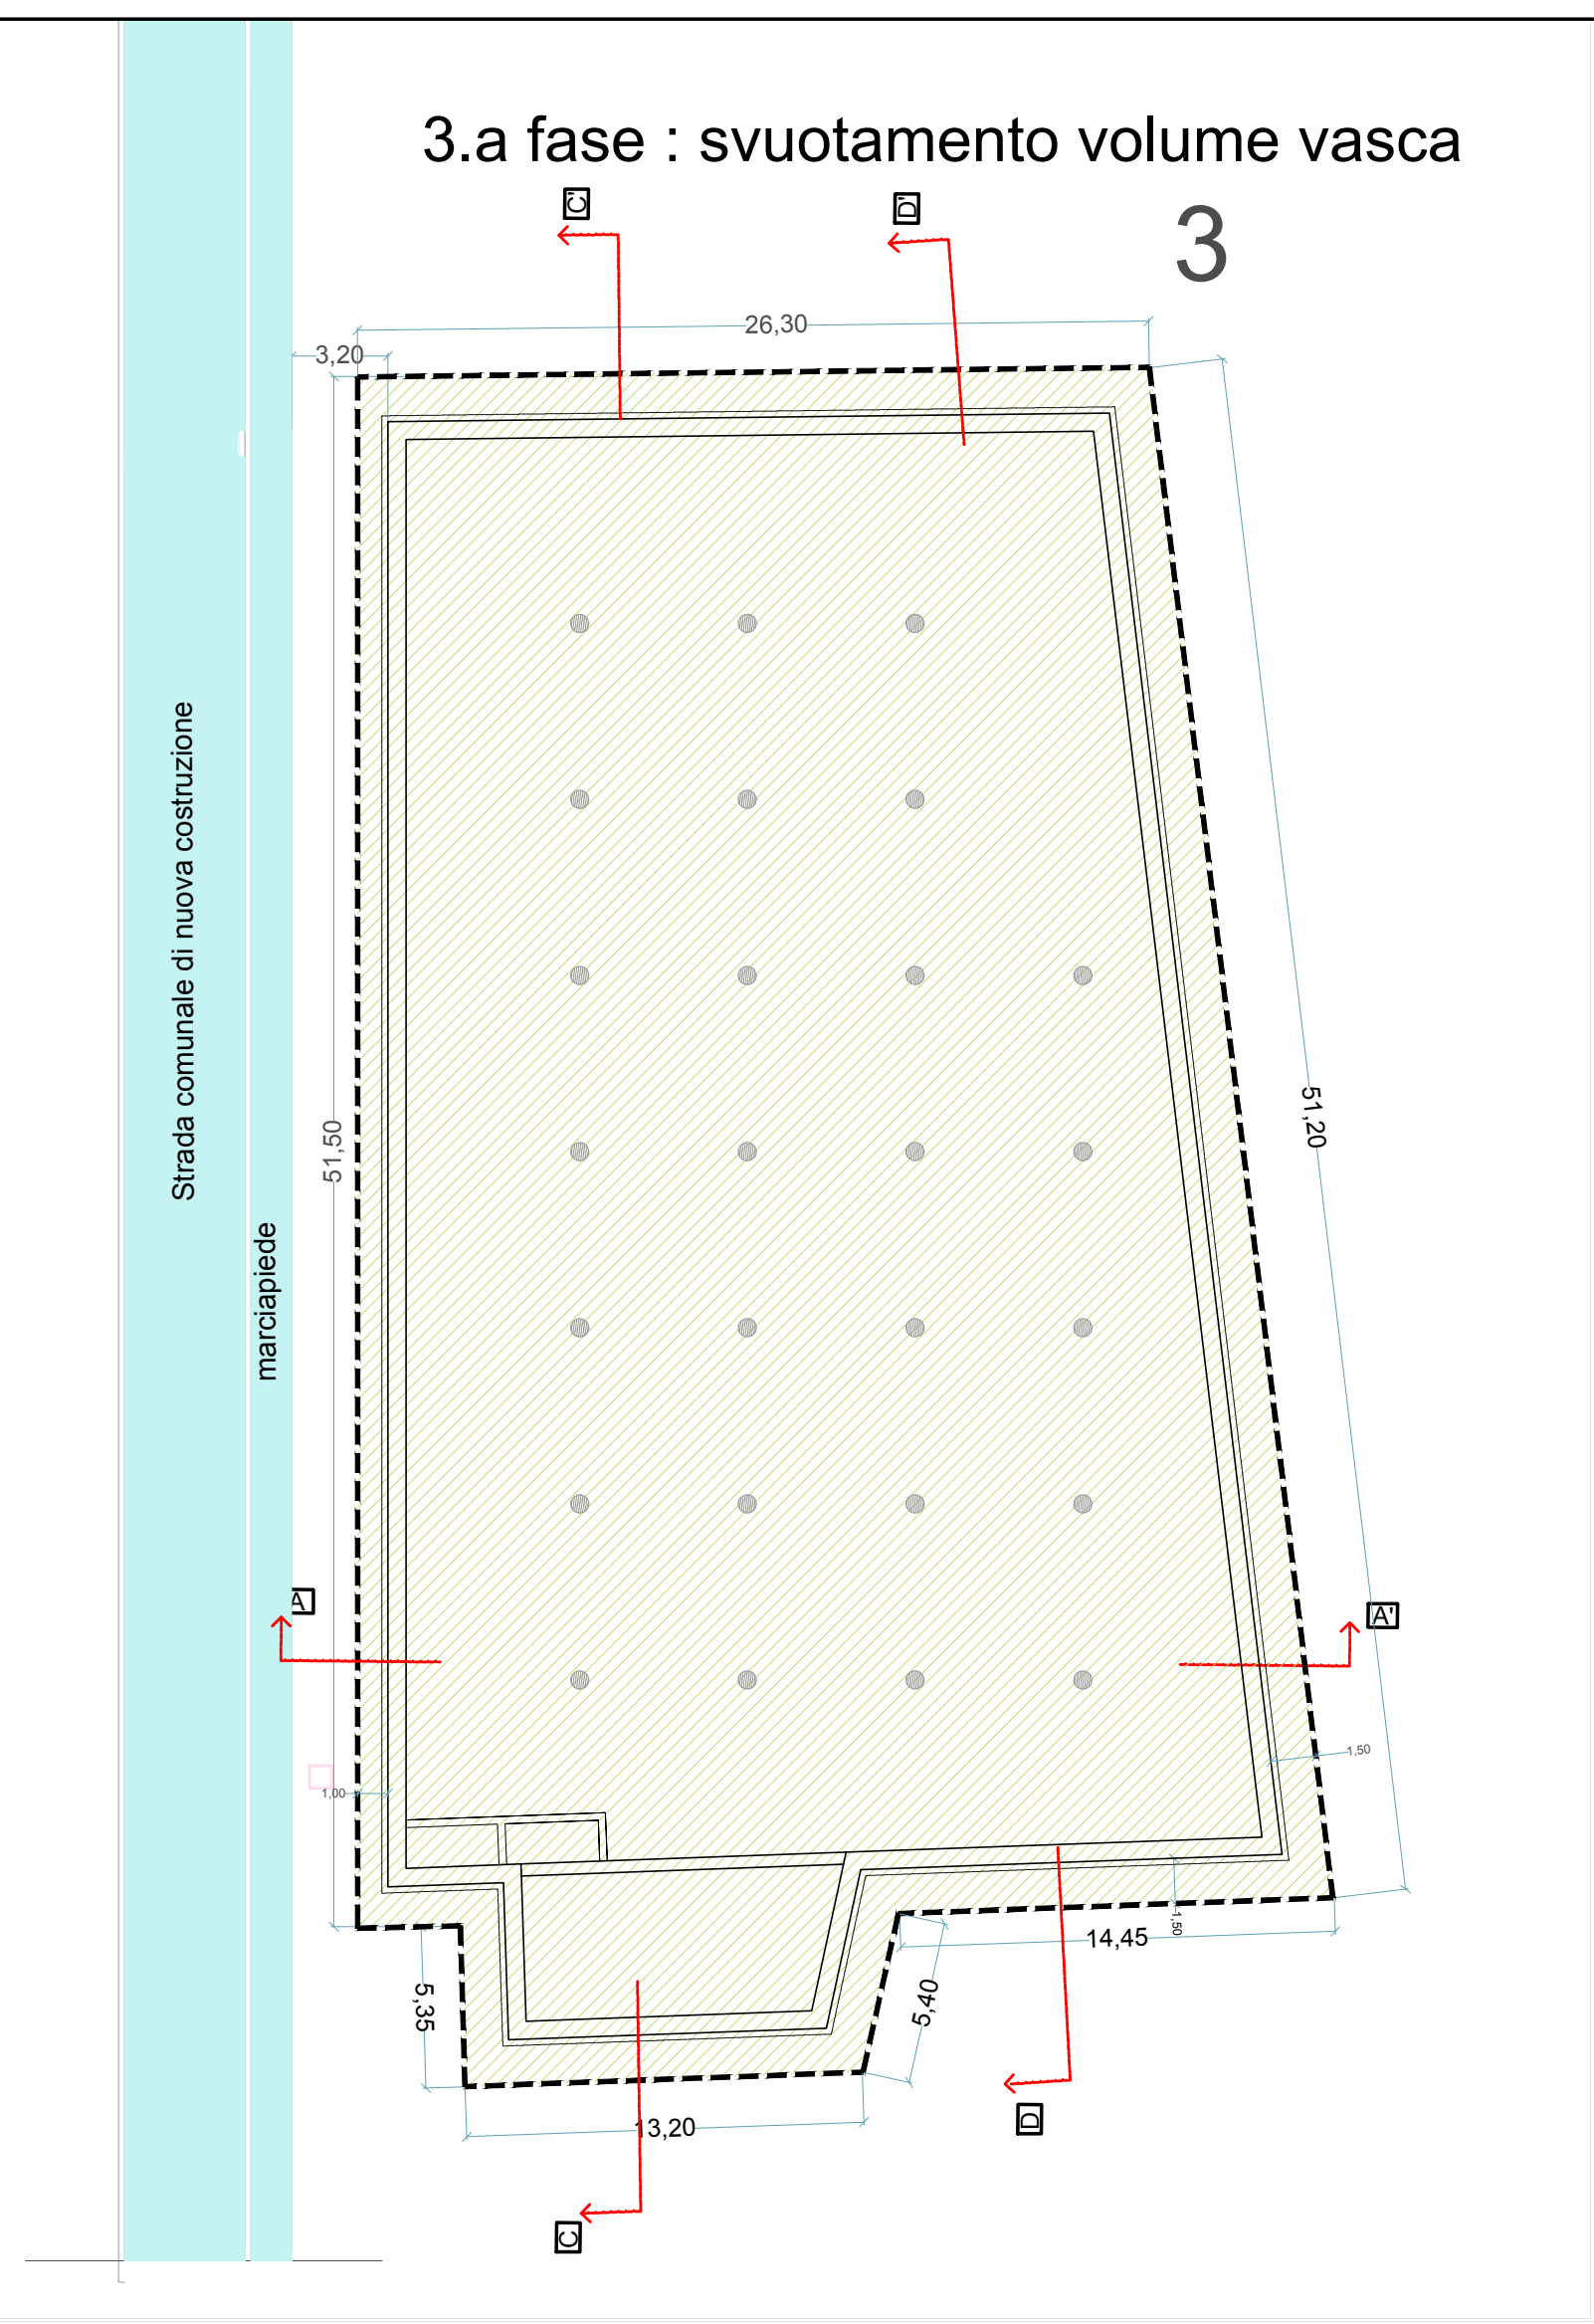 3.a fase : svuotamento volume vasca
C'
D'
3
26,30
3,20
Strada comunale di nuova costruzione
51,50
51,20
marciapiede
A
A'
1,50
1,00
1,50
14,45
5,35
5,40
13,20
D
C